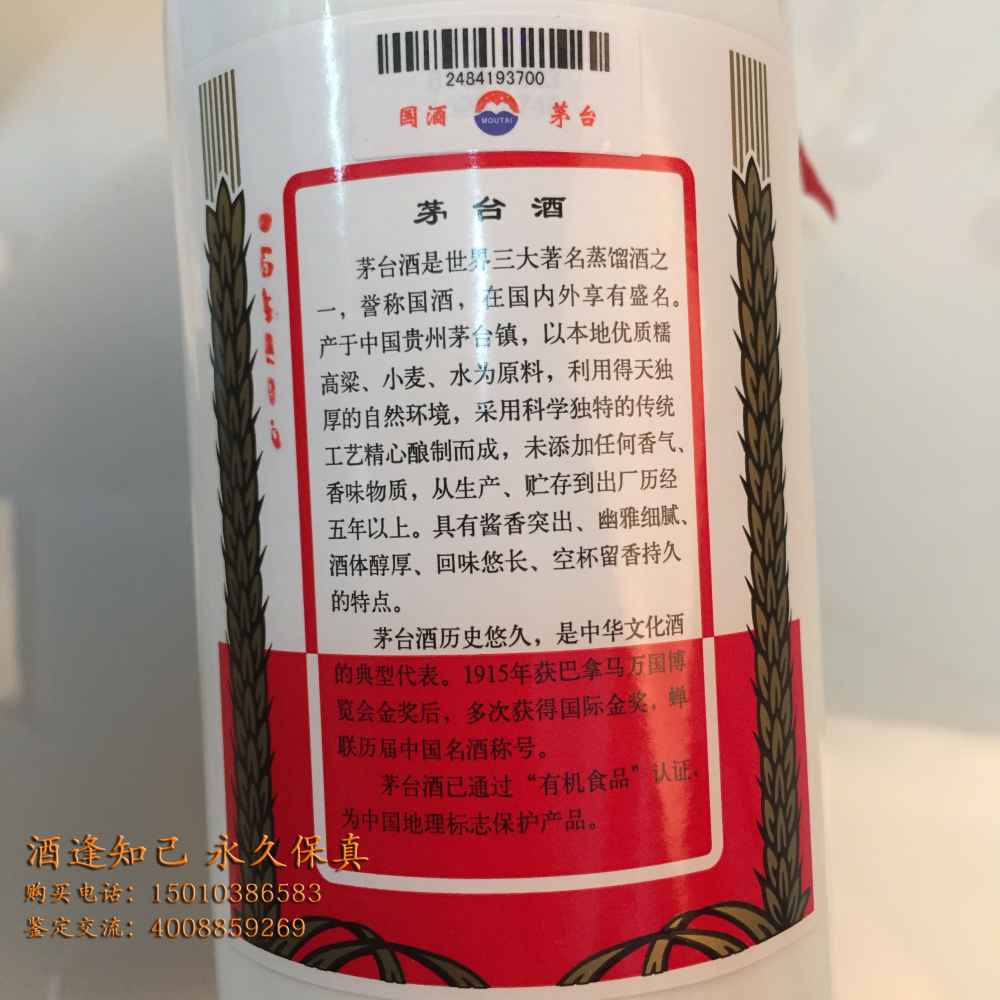 2484193700
国酒 MOUTAI 茅台
茅台酒
茅台酒是世界三大著名蒸馏酒之
一，誉称国酒，在国内外享有盛名。
产于中国贵州茅台镇，以本地优质糯
高粱、小麦、水为原料，利用得天独
厚的自然环境，采用科学独特的传统
工艺精心酿制而成，未添加任何香气、
香味物质，从生产、贮存到出厂历经
五年以上。具有酱香突出、幽雅细腻、
酒体醇厚、回味悠长、空杯留香持久
的特点。
茅台酒历史悠久，是中华文化酒
的典型代表。1915年获巴拿马万国博
览会金奖后，多次获得国际金奖，蝉
联历届中国名酒称号。
茅台酒已通过“有机食品”认证，
为中国地理标志保护产品。
酒逢知己 永久保真
购买电话：15010386583
鉴定交流：4008859269